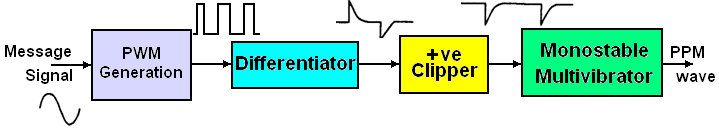 Message
Signal
PWM
Generation
Differentiator
+ve
Clipper
Monostable
Multivibrator
PPM
wave